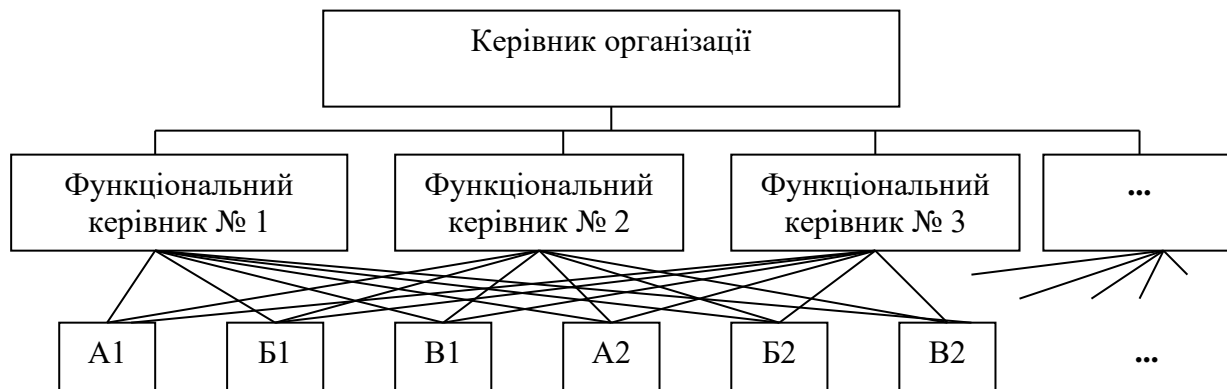 Керівник організації
Функціональний
керівник № 1
Функціональний
керівник № 2
Функціональний
керівник № 3
...
А1
Б1
В1
А2
Б2
В2
...